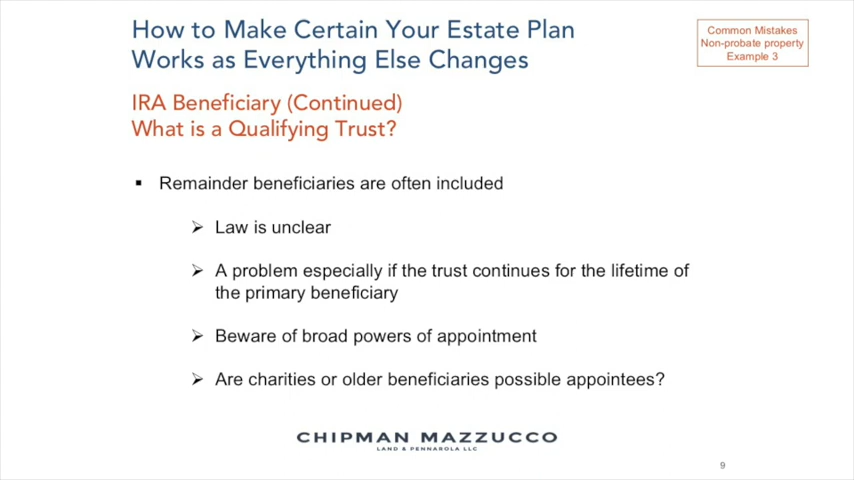 How to Make Certain Your Estate Plan
Works as Everything Else Changes
Common Mistakes
Non-probate property
Example 3
IRA Beneficiary (Continued)
What is a Qualifying Trust?
▪ Remainder beneficiaries are often included
➢ Law is unclear
➢ A problem especially if the trust continues for the lifetime of
the primary beneficiary
➢ Beware of broad powers of appointment
➢ Are charities or older beneficiaries possible appointees?
CHIPMAN MAZZUCCO
LAND & PENNAROLA LLC
9